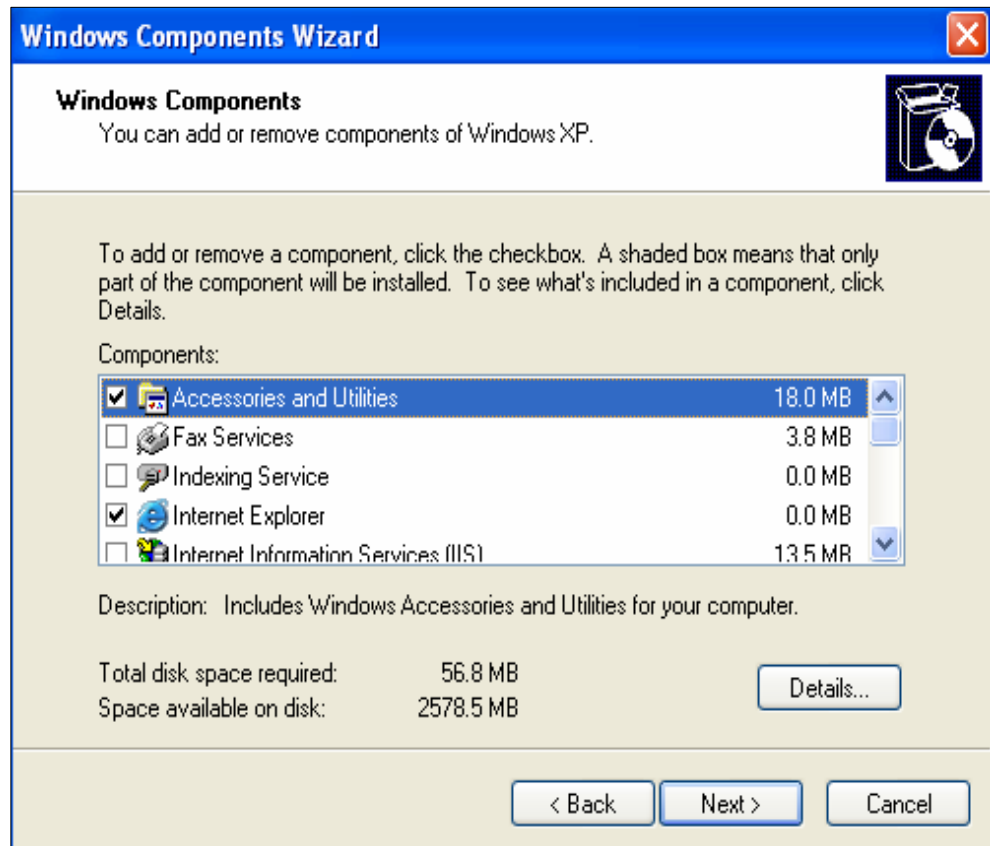 Windows Components Wizard
Windows Components
You can add or remove components of Windows XP.
To add or remove a component, click the checkbox. A shaded box means that only
part of the component will be installed. To see what's included in a component, click
Details.
Components:
Accessories and Utilities 18.0 MB
Fax Services 3.8 MB
Indexing Service 0.0 MB
Internet Explorer 0.0 MB
Internet Information Services (IIS) 13.5 MB
Description: Includes Windows Accessories and Utilities for your computer.
Total disk space required: 56.8 MB
Space available on disk: 2578.5 MB
Details...
< Back Next > Cancel